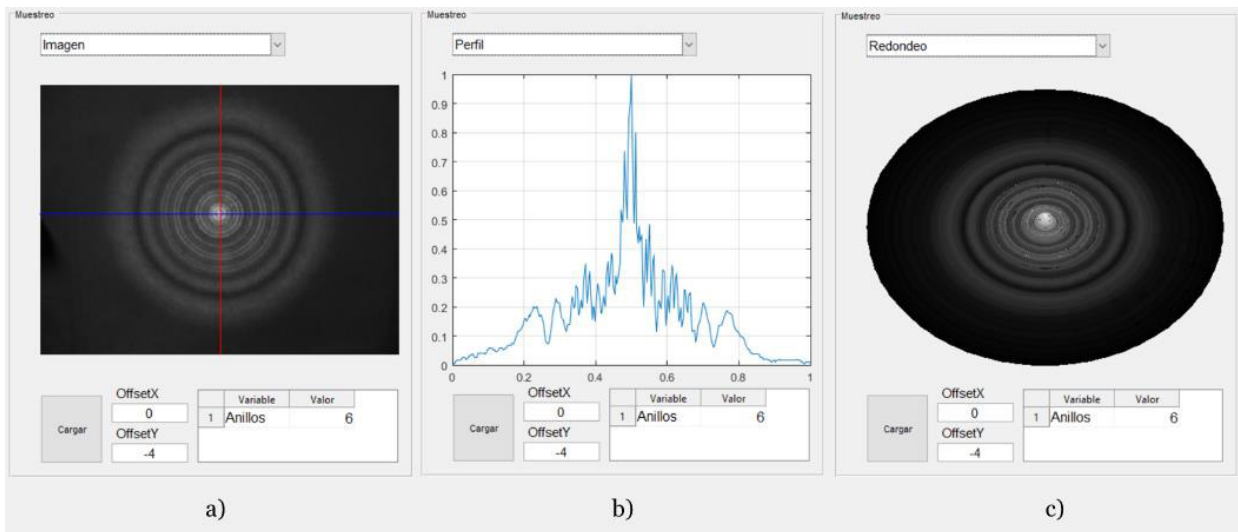 Muestreo
Imagen
OffsetX
0
OffsetY
-4
Cargar
Variable Valor
1 Anillos 6
a)
Muestreo
Perfil
1
0.9
0.8
0.7
0.6
0.5
0.4
0.3
0.2
0.1
0
0 0.2 0.4 0.6 0.8 1
OffsetX
0
OffsetY
-4
Cargar
Variable Valor
1 Anillos 6
b)
Muestreo
Redondeo
OffsetX
0
OffsetY
-4
Cargar
Variable Valor
1 Anillos 6
c)